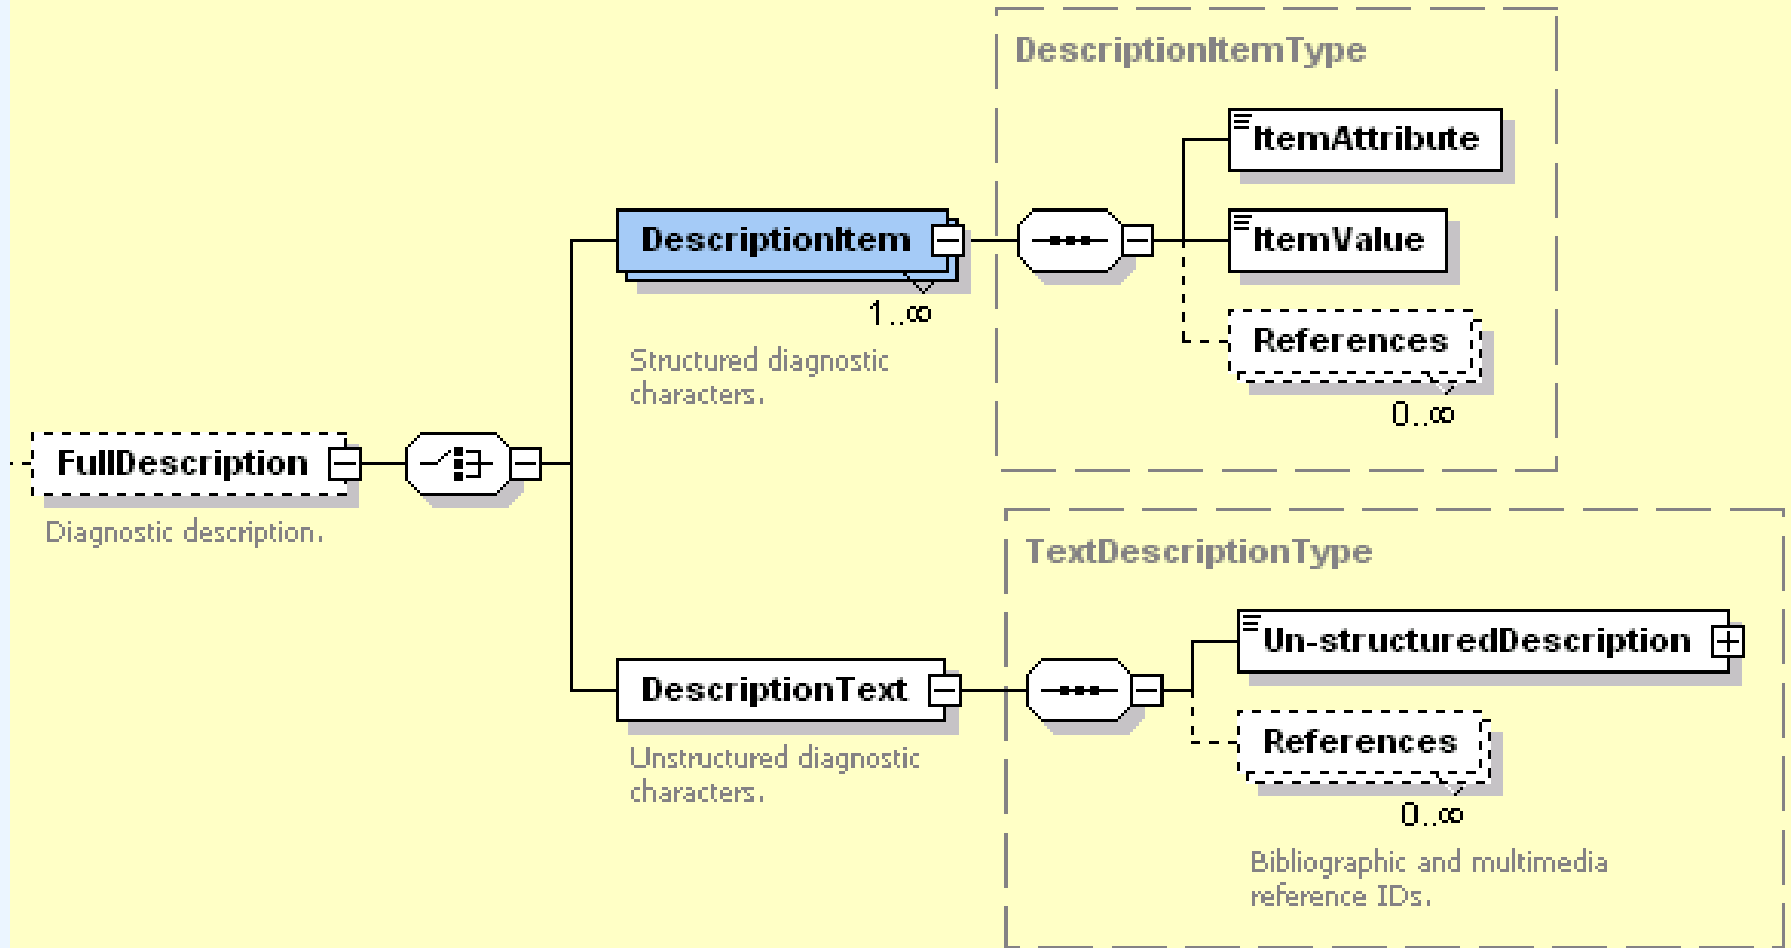 DescriptionItemType
ItemAttribute
DescriptionItem
ItemValue
1..∞
References
Structured diagnostic
characters.
0..∞
FullDescription
Diagnostic description.
TextDescriptionType
Un-structuredDescription
DescriptionText
References
Unstructured diagnostic
characters.
0..∞
Bibliographic and multimedia
reference IDs.